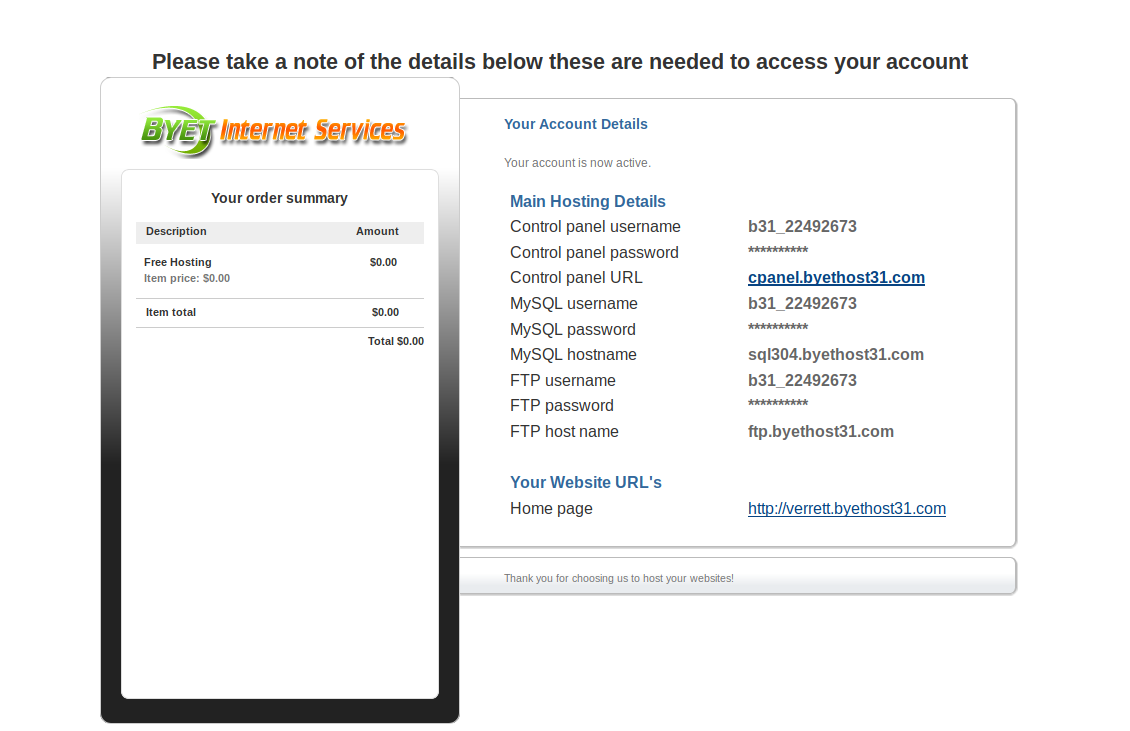 Please take a note of the details below these are needed to access your account
BYET Internet Services
Your order summary
Description Amount
Free Hosting $0.00
Item price: $0.00
Item total $0.00
Total $0.00
Your Account Details
Your account is now active.
Main Hosting Details
Control panel username b31_22492673
Control panel password **********
Control panel URL cpanel.byethost31.com
MySQL username b31_22492673
MySQL password **********
MySQL hostname sql304.byethost31.com
FTP username b31_22492673
FTP password **********
FTP host name ftp.byethost31.com
Your Website URL's
Home page http://verrett.byethost31.com
Thank you for choosing us to host your websites!